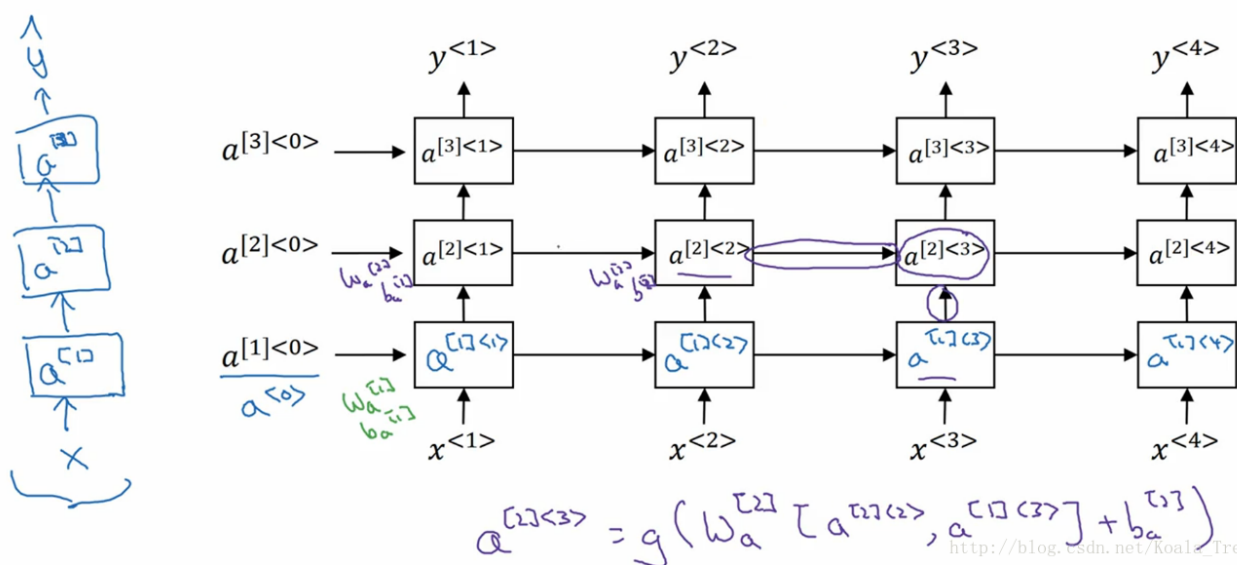 ŷ
y^{<1>} y^{<2>} y^{<3>} y^{<4>}
a^{[3]} a^{[3]<0>} a^{[3]<1>} a^{[3]<2>} a^{[3]<3>} a^{[3]<4>}
a^{[2]} a^{[2]<0>} a^{[2]<1>} a^{[2]<2>} a^{[2]<3>} a^{[2]<4>}
W_a^{[2]} W_a^{[2]}
b_a^{[2]} b^{[2]}
a^{[1]} a^{[1]<0>} a^{[1]<1>} a^{[1]<2>} a^{[1]<3>} a^{[1]<4>}
a^{<0>} W_a^{[1]}
b_a^{[1]}
x x^{<1>} x^{<2>} x^{<3>} x^{<4>}
a^{[2]<3>} = g(W_a^{[2]} [a^{[2]<2>}, a^{[1]<3>}] + b_a^{[2]})
http://blog.csdn.net/Koala_Tre